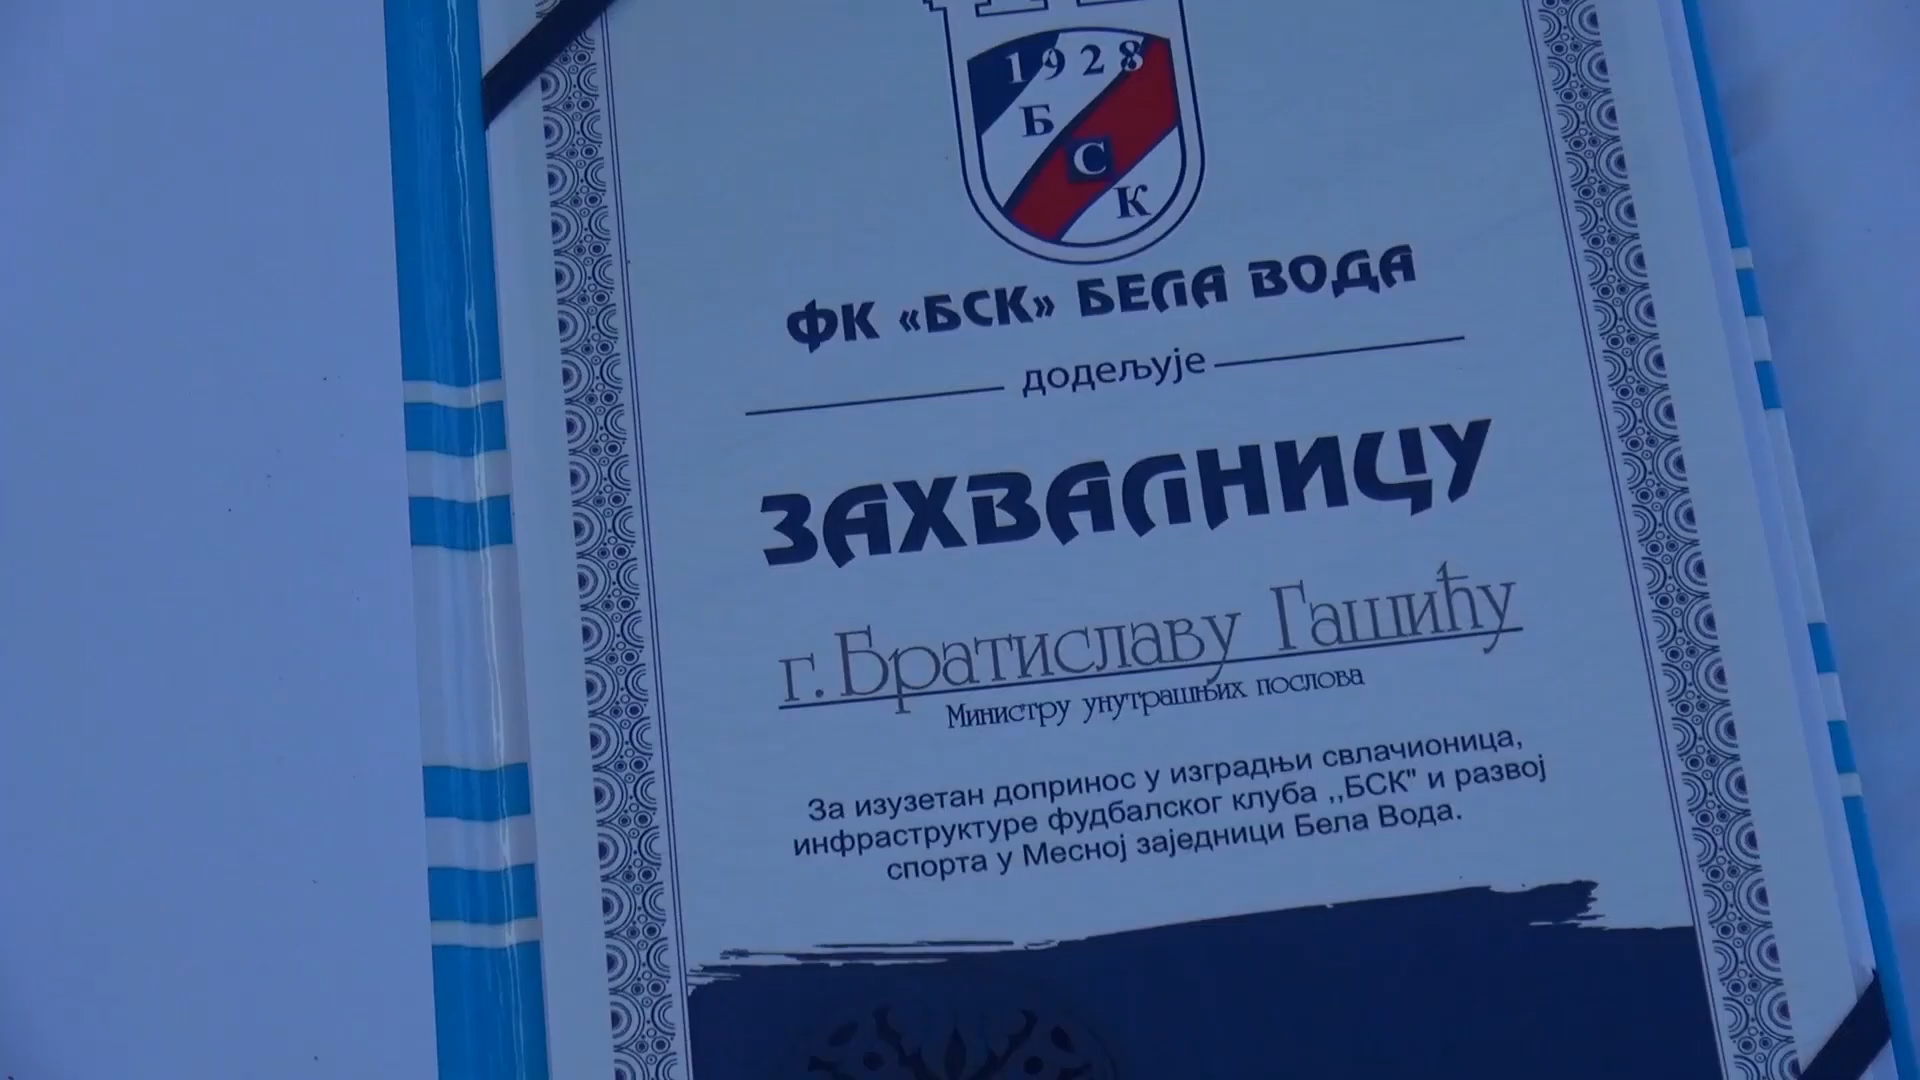 1928
Б
С
К
ФК «БСК» БЕЛА ВОДА
додељује
ЗАХВАЛНИЦУ
г. Братиславу Гашићу
Министру унутрашњих послова
За изузетан допринос у изградњи свлачионица,
инфраструктуре фудбалског клуба ,,БСК" и развој
спорта у Месној заједници Бела Вода.